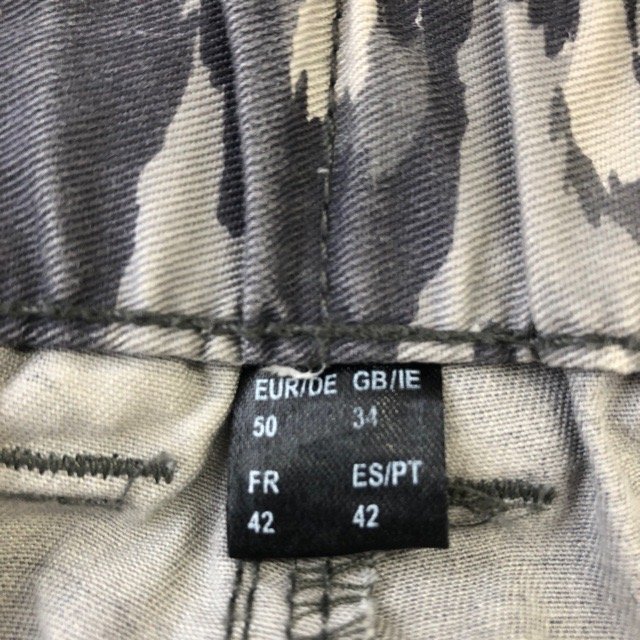 EUR/DE GB/IE
50 34
FR ES/PT
42 42